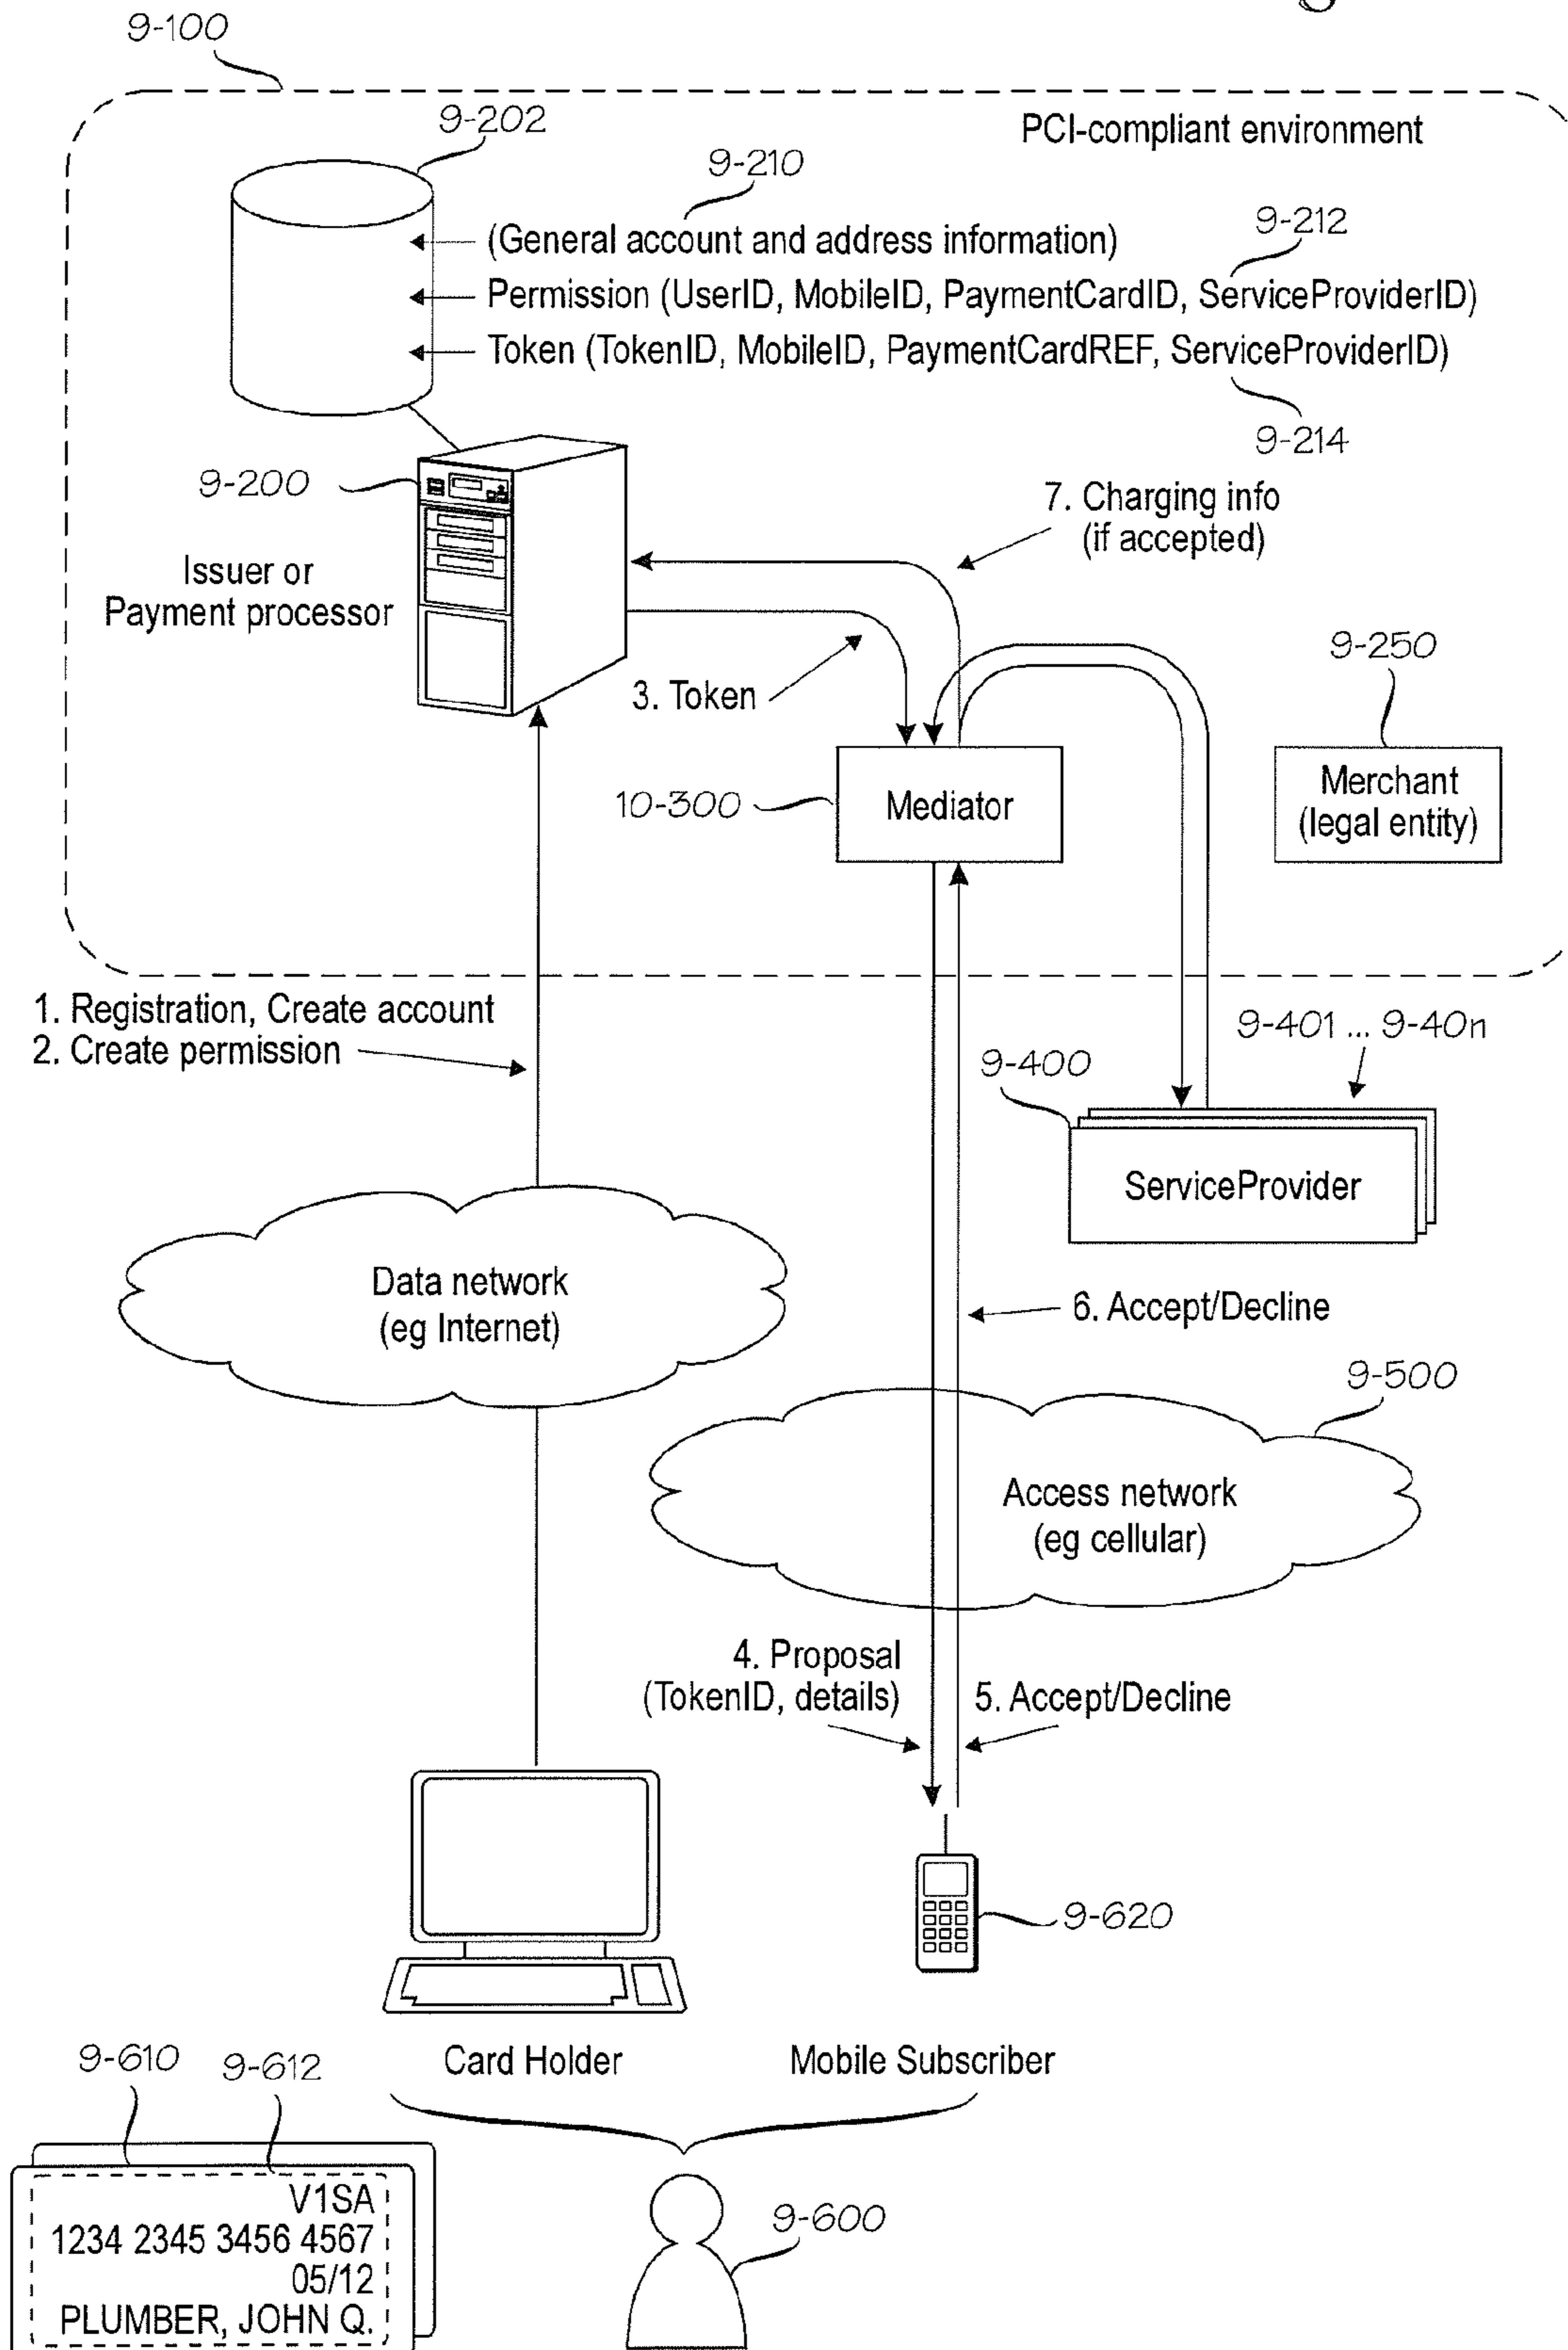 9-100
9-202
PCI-compliant environment
9-210
(General account and address information)
9-212
Permission (UserID, MobileID, PaymentCardID, ServiceProviderID)
Token (TokenID, MobileID, PaymentCardREF, ServiceProviderID)
9-214
9-200
7. Charging info
(if accepted)
Issuer or
Payment processor
3. Token
9-250
10-300
Mediator
Merchant
(legal entity)
1. Registration, Create account
2. Create permission
9-401 ... 9-40n
9-400
ServiceProvider
Data network
(eg Internet)
6. Accept/Decline
9-500
Access network
(eg cellular)
4. Proposal
(TokenID, details)
5. Accept/Decline
9-620
Card Holder
Mobile Subscriber
9-610
9-612
V1SA
1234 2345 3456 4567
05/12
PLUMBER, JOHN Q.
9-600